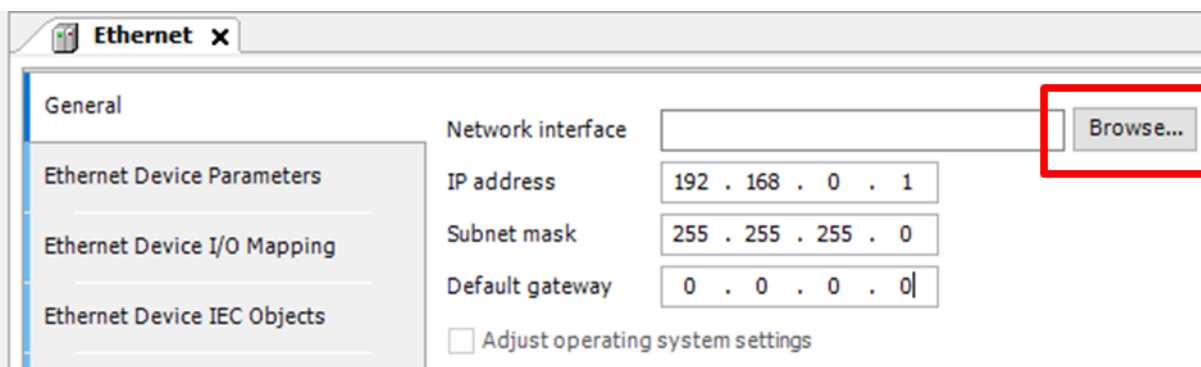 Ethernet
General
Network interface
Browse...
Ethernet Device Parameters
IP address 192 . 168 . 0 . 1
Subnet mask 255 . 255 . 255 . 0
Ethernet Device I/O Mapping
Default gateway 0 . 0 . 0 . 0
Ethernet Device IEC Objects
Adjust operating system settings